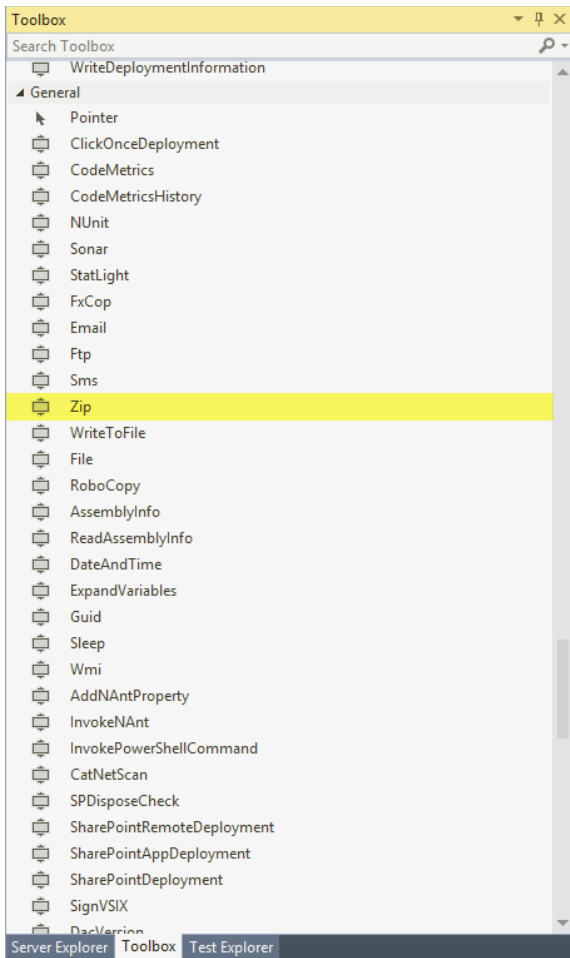 Toolbox
Search Toolbox
WriteDeploymentInformation
General
Pointer
ClickOnceDeployment
CodeMetrics
CodeMetricsHistory
NUnit
Sonar
StatLight
FxCop
Email
Ftp
Sms
Zip
WriteToFile
File
RoboCopy
AssemblyInfo
ReadAssemblyInfo
DateAndTime
ExpandVariables
Guid
Sleep
Wmi
AddNAntProperty
InvokeNAnt
InvokePowerShellCommand
CatNetScan
SPDisposeCheck
SharePointRemoteDeployment
SharePointAppDeployment
SharePointDeployment
SignVSIX
DacVersion
Server Explorer Toolbox Test Explorer